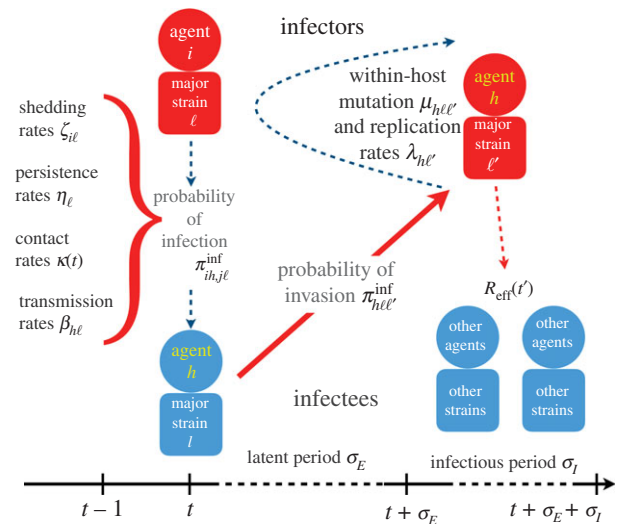 agent
i
major
strain
ℓ
infectors
agent
h
major
strain
ℓ′
within-host
mutation μhℓℓ′
and replication
rates λhℓ′
shedding
rates ζiℓ
persistence
rates ηℓ
contact
rates κ(t)
transmission
rates βhℓ
probability
of
infection
π^inf_ih,jℓ
probability of
invasion π^inf_hℓℓ′
Reff(t′)
agent
h
major
strain
l
infectees
other
agents
other
strains
other
agents
other
strains
latent period σE
infectious period σI
t – 1
t
t + σE
t + σE + σI